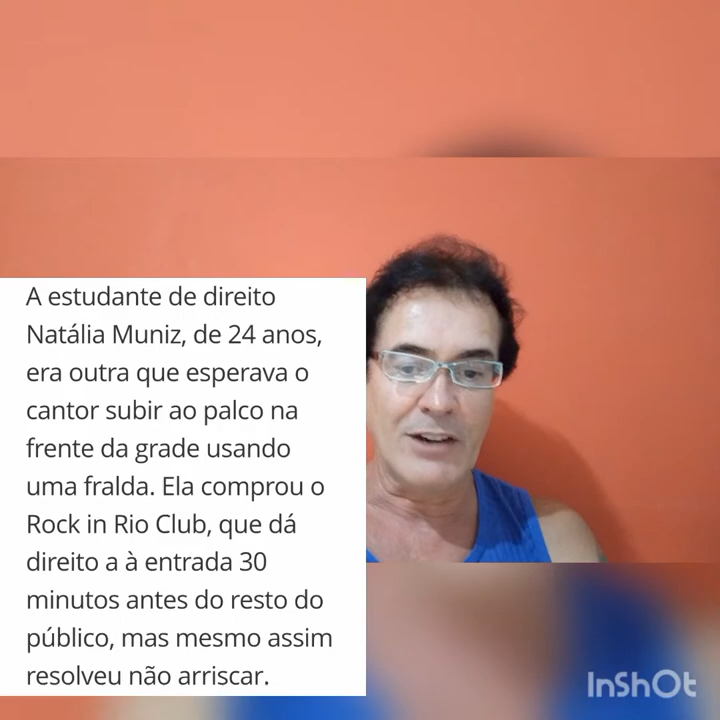 A estudante de direito
Natália Muniz, de 24 anos,
era outra que esperava o
cantor subir ao palco na
frente da grade usando
uma fralda. Ela comprou o
Rock in Rio Club, que dá
direito a à entrada 30
minutos antes do resto do
público, mas mesmo assim
resolveu não arriscar.
InShOt